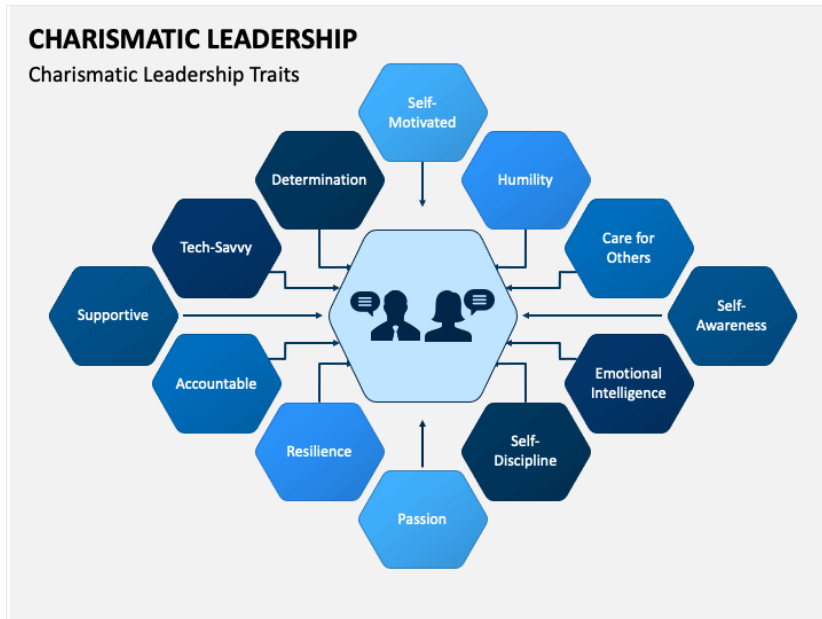 CHARISMATIC LEADERSHIP
Charismatic Leadership Traits
Self-
Motivated
Determination
Humility
Tech-Savvy
Care for
Others
Supportive
Self-
Awareness
Accountable
Emotional
Intelligence
Resilience
Self-
Discipline
Passion